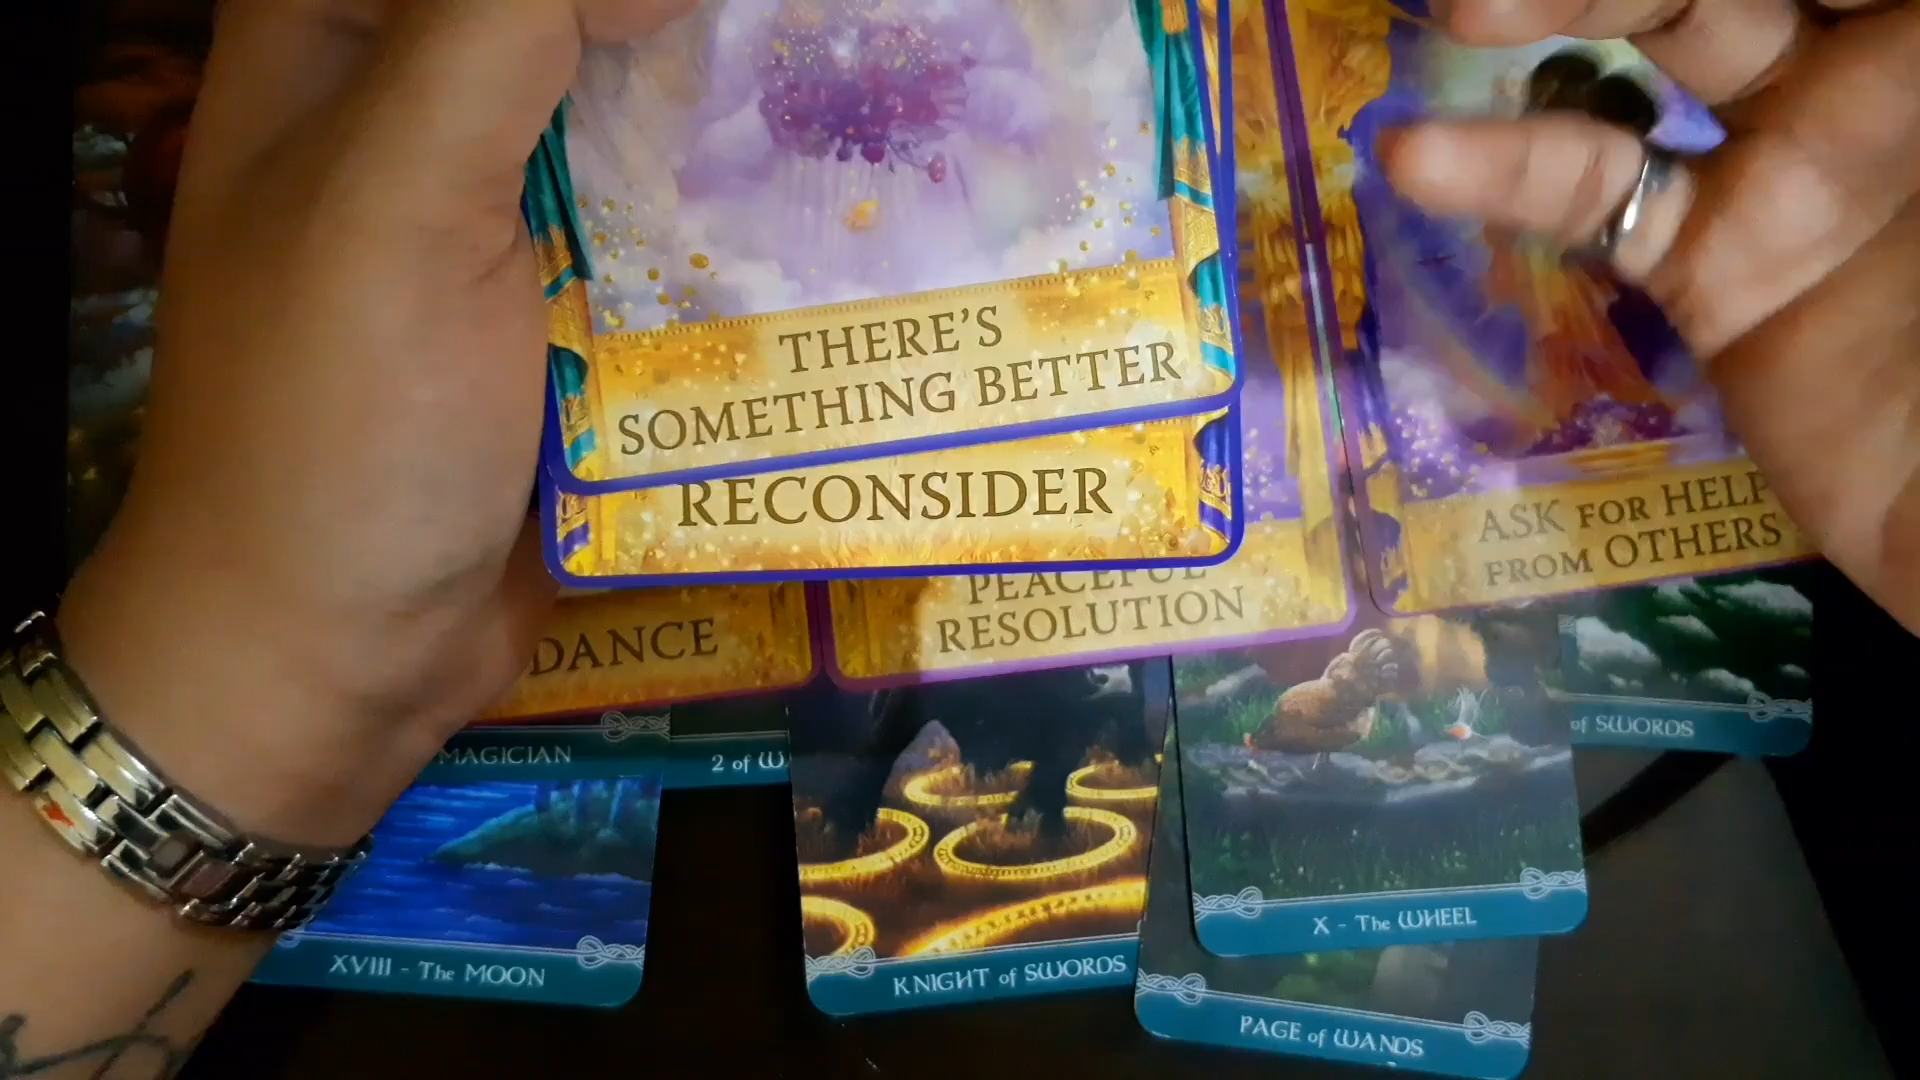 THERE'S
SOMETHING BETTER
RECONSIDER
ASK FOR HELP
FROM OTHERS
PEACEFUL
RESOLUTION
DANCE
MAGICIAN
2 of W
of SWORDS
X - The WHEEL
XVIII - The MOON
KNIGHT of SWORDS
PAGE of WANDS